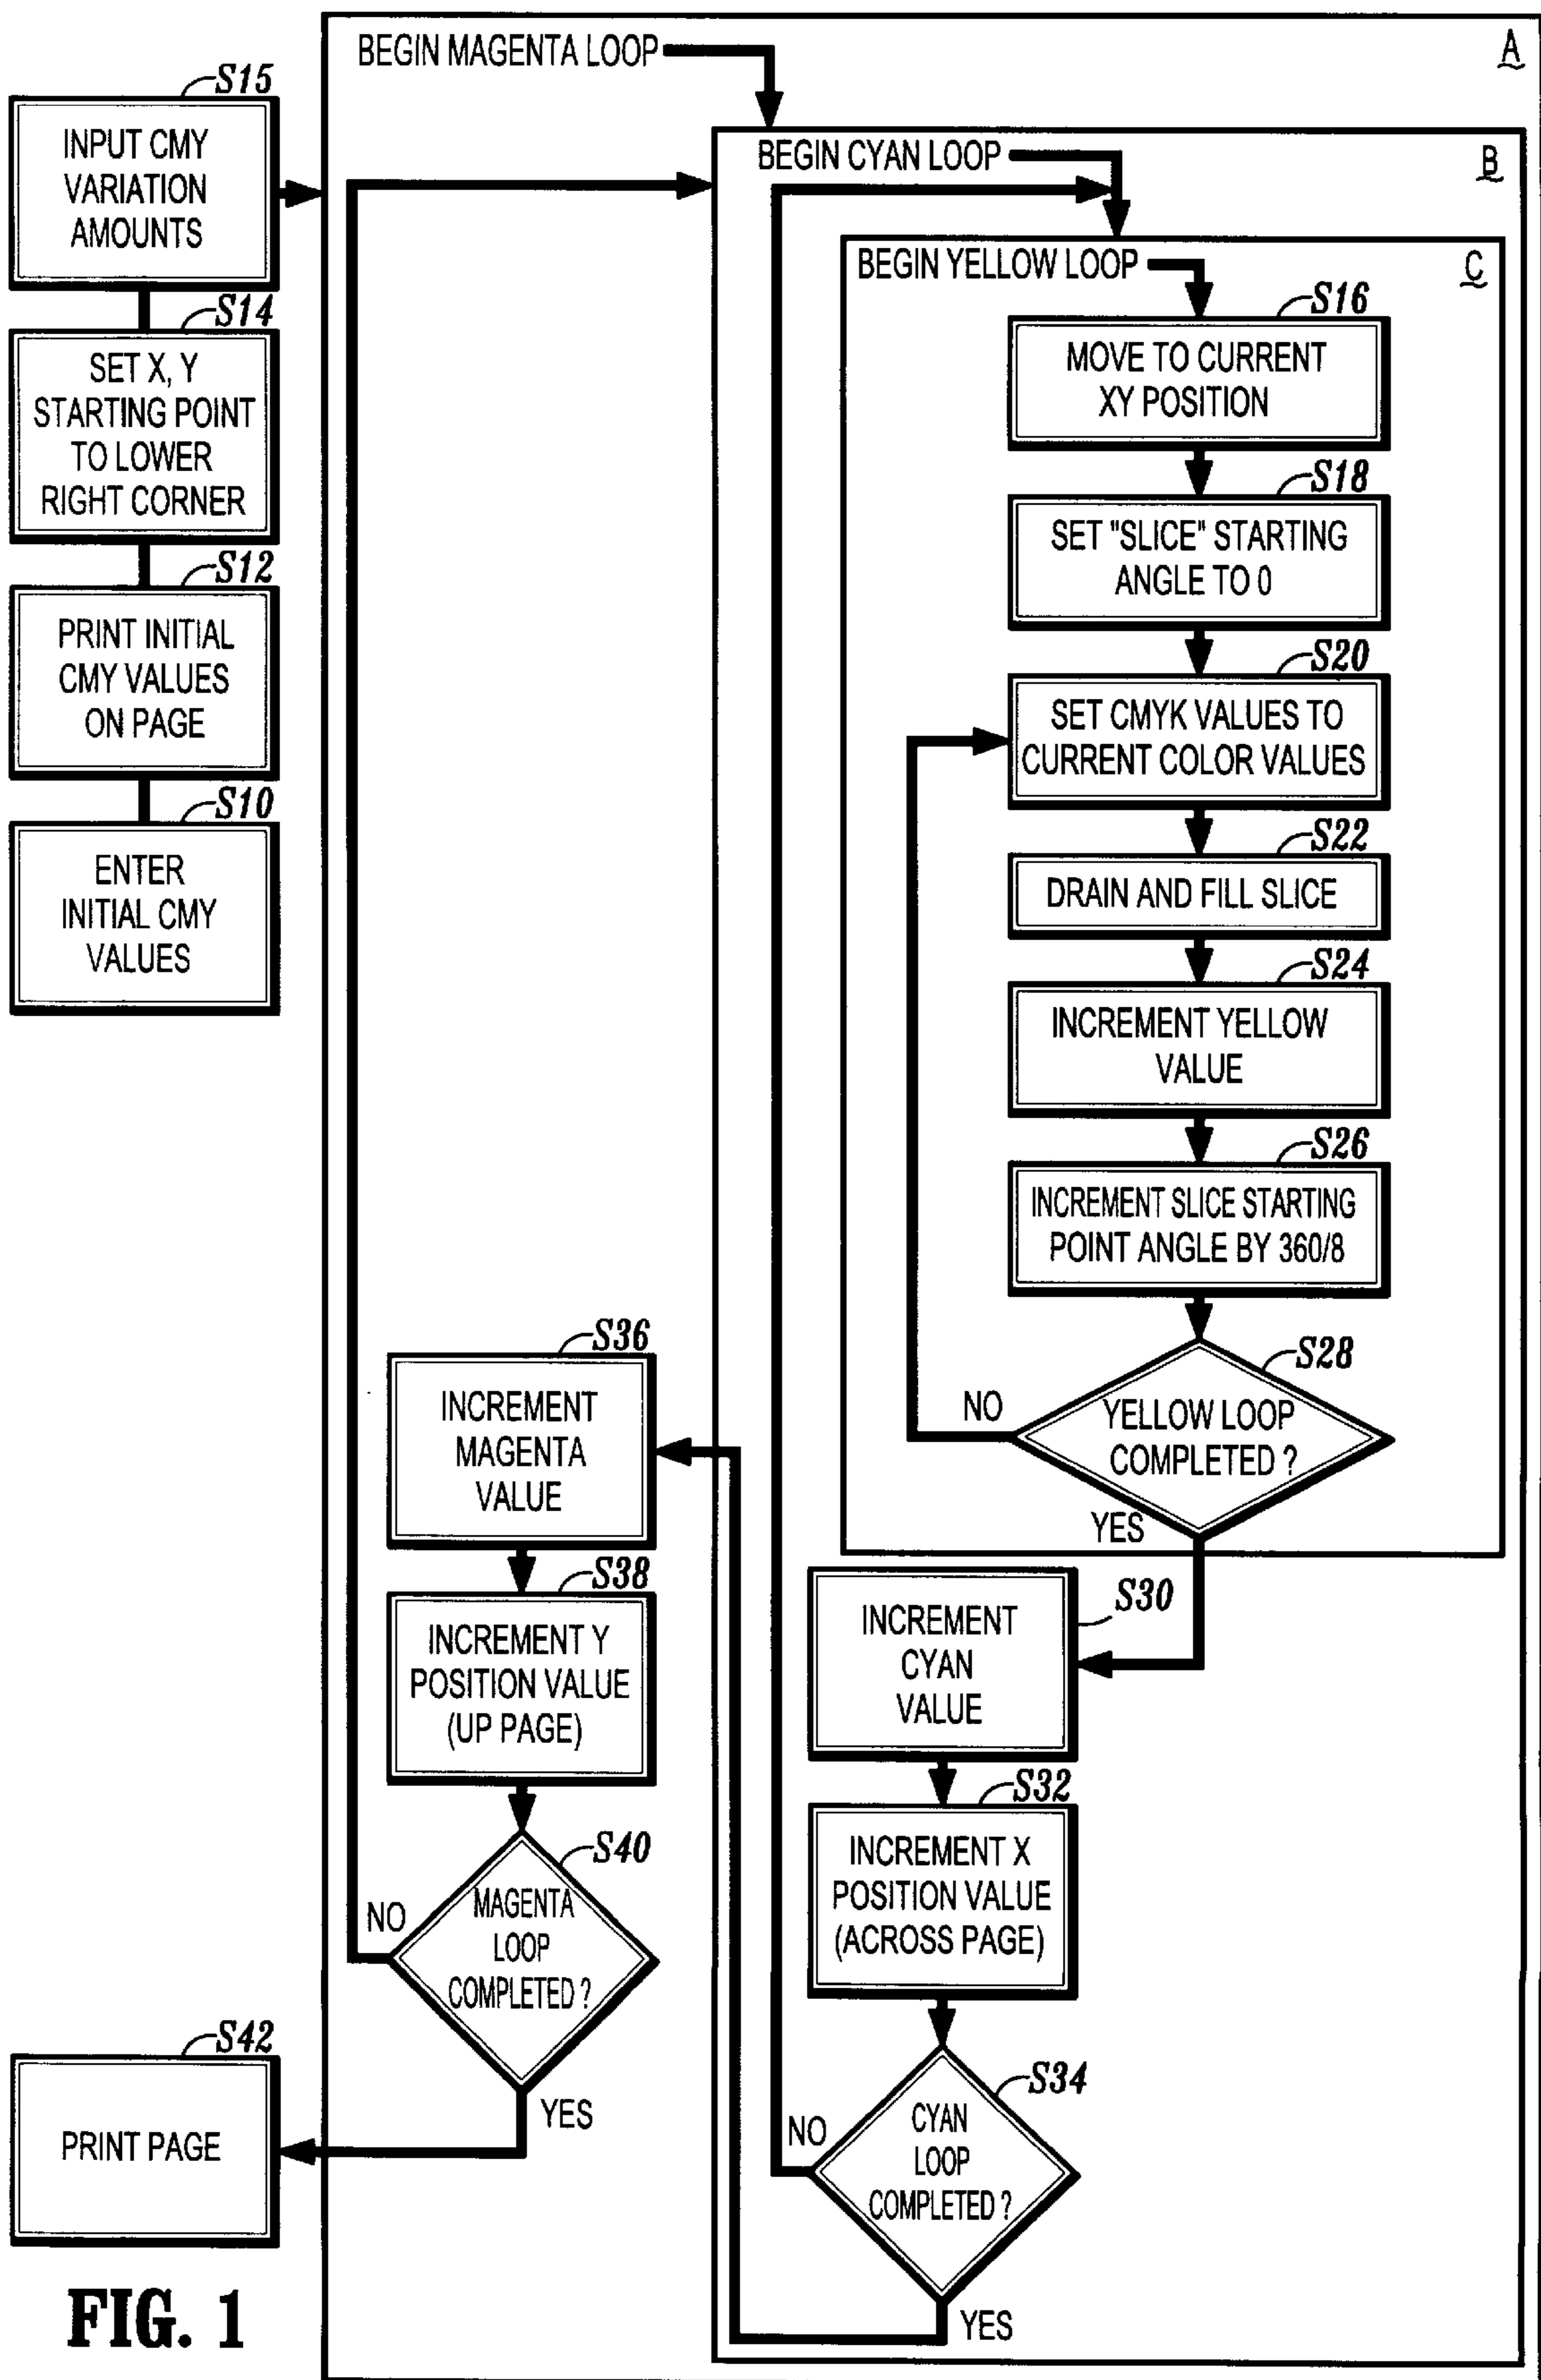 BEGIN MAGENTA LOOP
A
S15
INPUT CMY
VARIATION
AMOUNTS
S14
SET X, Y
STARTING POINT
TO LOWER
RIGHT CORNER
S12
PRINT INITIAL
CMY VALUES
ON PAGE
S10
ENTER
INITIAL CMY
VALUES
BEGIN CYAN LOOP
B
BEGIN YELLOW LOOP
C
S16
MOVE TO CURRENT
XY POSITION
S18
SET "SLICE" STARTING
ANGLE TO 0
S20
SET CMYK VALUES TO
CURRENT COLOR VALUES
S22
DRAIN AND FILL SLICE
S24
INCREMENT YELLOW
VALUE
S26
INCREMENT SLICE STARTING
POINT ANGLE BY 360/8
S28
YELLOW LOOP
COMPLETED ?
NO
YES
S30
INCREMENT
CYAN
VALUE
S32
INCREMENT X
POSITION VALUE
(ACROSS PAGE)
S34
CYAN
LOOP
COMPLETED ?
NO
YES
S36
INCREMENT
MAGENTA
VALUE
S38
INCREMENT Y
POSITION VALUE
(UP PAGE)
S40
MAGENTA
LOOP
COMPLETED ?
NO
YES
S42
PRINT PAGE
FIG. 1